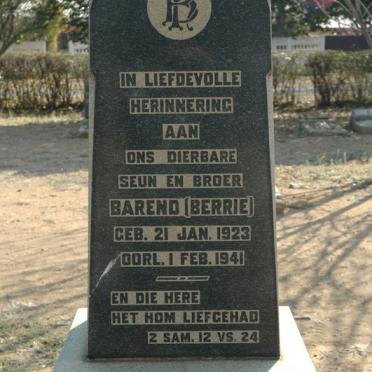 IN LIEFDEVOLLE
HERINNERING
AAN
ONS DIERBARE
SEUN EN BROER
BAREND (BERRIE)
GEB. 21 JAN. 1923
OORL. 1 FEB. 1941
EN DIE HERE
HET HOM LIEFGEHAD
2 SAM. 12 VS. 24